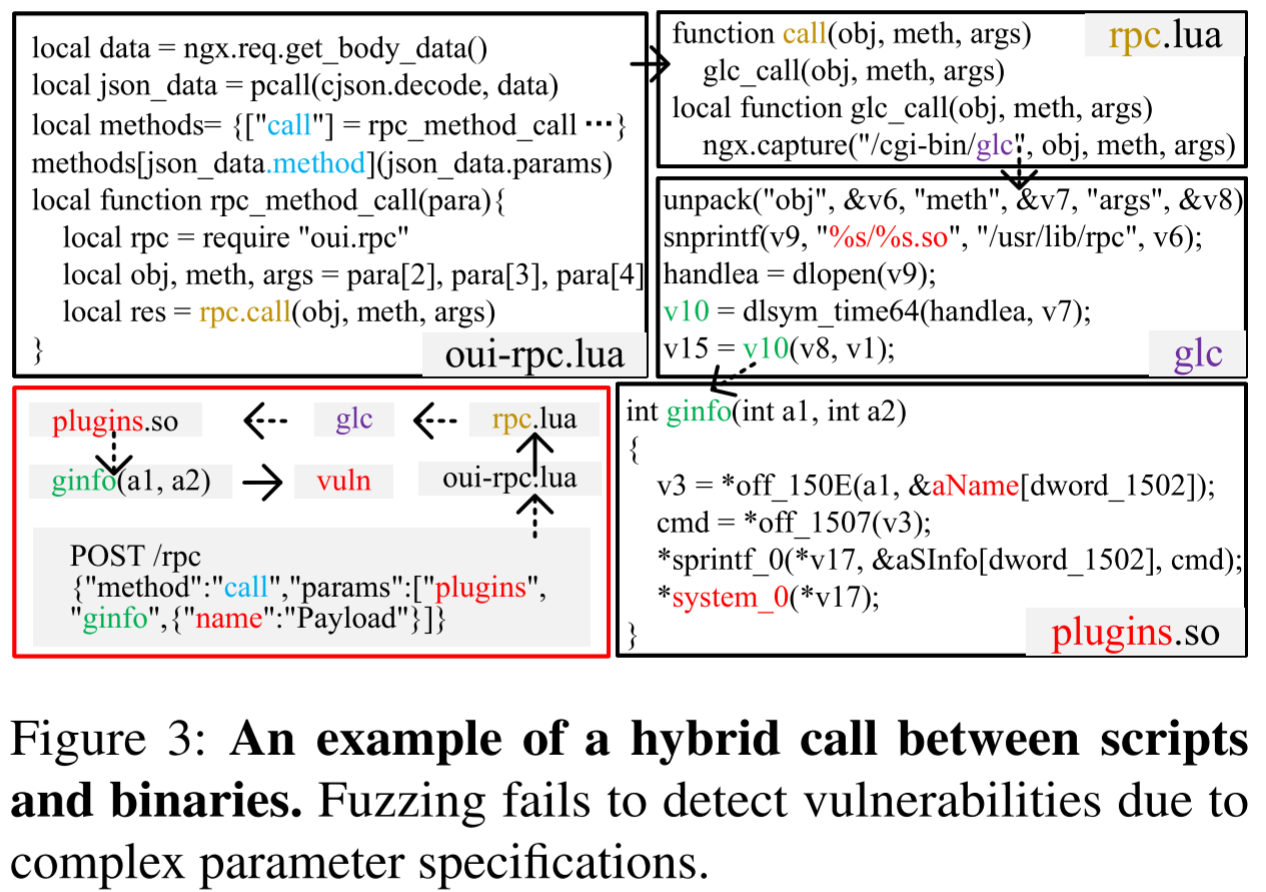 local data = ngx.req.get_body_data()
local json_data = pcall(cjson.decode, data)
local methods= {["call"] = rpc_method_call ···}
methods[json_data.method](json_data.params)
local function rpc_method_call(para){
local rpc = require "oui.rpc"
local obj, meth, args = para[2], para[3], para[4]
local res = rpc.call(obj, meth, args)
}
oui-rpc.lua
function call(obj, meth, args)
rpc.lua
glc_call(obj, meth, args)
local function glc_call(obj, meth, args)
ngx.capture("/cgi-bin/glc", obj, meth, args)
unpack("obj", &v6, "meth", &v7, "args", &v8)
snprintf(v9, "%s/%s.so", "/usr/lib/rpc", v6);
handlea = dlopen(v9);
v10 = dlsym_time64(handlea, v7);
v15 = v10(v8, v1);
glc
plugins.so glc rpc.lua
ginfo(a1, a2) vuln oui-rpc.lua
POST /rpc
{"method":"call","params":["plugins",
"ginfo",{"name":"Payload"}]}
int ginfo(int a1, int a2)
{
v3 = *off_150E(a1, &aName[dword_1502]);
cmd = *off_1507(v3);
*sprintf_0(*v17, &aSInfo[dword_1502], cmd);
*system_0(*v17);
}
plugins.so
Figure 3: An example of a hybrid call between scripts
and binaries. Fuzzing fails to detect vulnerabilities due to
complex parameter specifications.